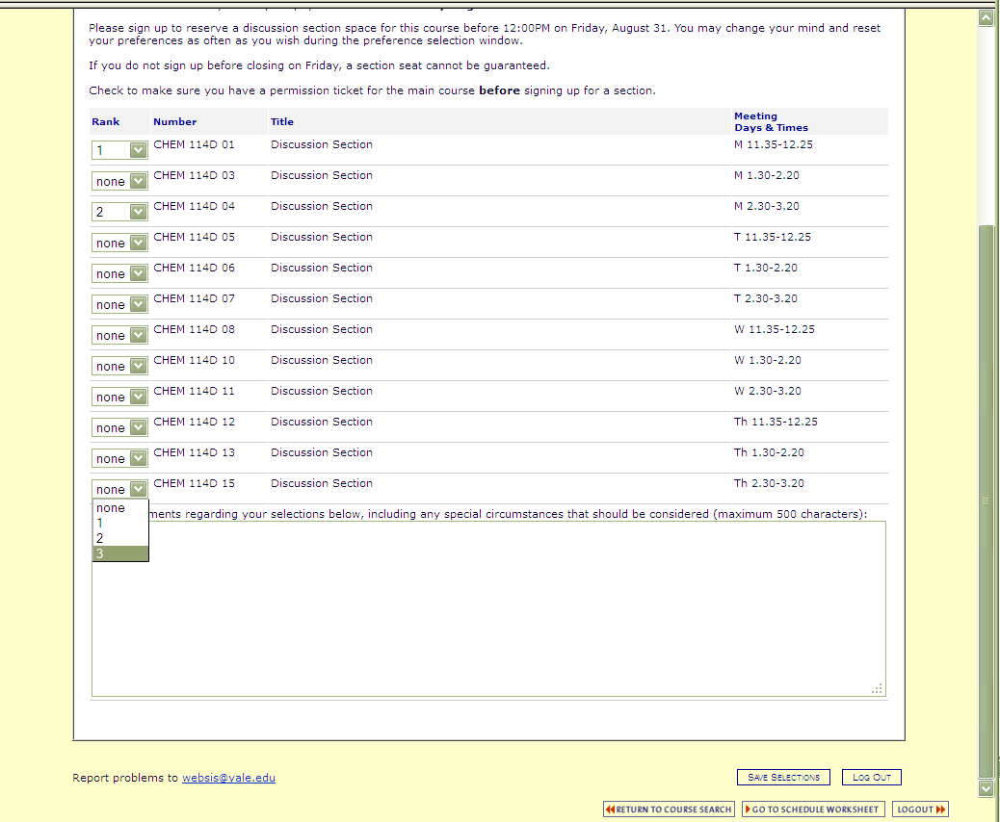 Please sign up to reserve a discussion section space for this course before 12:00PM on Friday, August 31. You may change your mind and reset
your preferences as often as you wish during the preference selection window.
If you do not sign up before closing on Friday, a section seat cannot be guaranteed.
Check to make sure you have a permission ticket for the main course before signing up for a section.
Rank Number Title Meeting
Days & Times
1 CHEM 114D 01 Discussion Section M 11.35-12.25
none CHEM 114D 03 Discussion Section M 1.30-2.20
2 CHEM 114D 04 Discussion Section M 2.30-3.20
none CHEM 114D 05 Discussion Section T 11.35-12.25
none CHEM 114D 06 Discussion Section T 1.30-2.20
none CHEM 114D 07 Discussion Section T 2.30-3.20
none CHEM 114D 08 Discussion Section W 11.35-12.25
none CHEM 114D 10 Discussion Section W 1.30-2.20
none CHEM 114D 11 Discussion Section W 2.30-3.20
none CHEM 114D 12 Discussion Section Th 11.35-12.25
none CHEM 114D 13 Discussion Section Th 1.30-2.20
none CHEM 114D 15 Discussion Section Th 2.30-3.20
none
ments regarding your selections below, including any special circumstances that should be considered (maximum 500 characters):
1
2
3
Report problems to websis@yale.edu
SAVE SELECTIONS LOG OUT
RETURN TO COURSE SEARCH GO TO SCHEDULE WORKSHEET LOGOUT